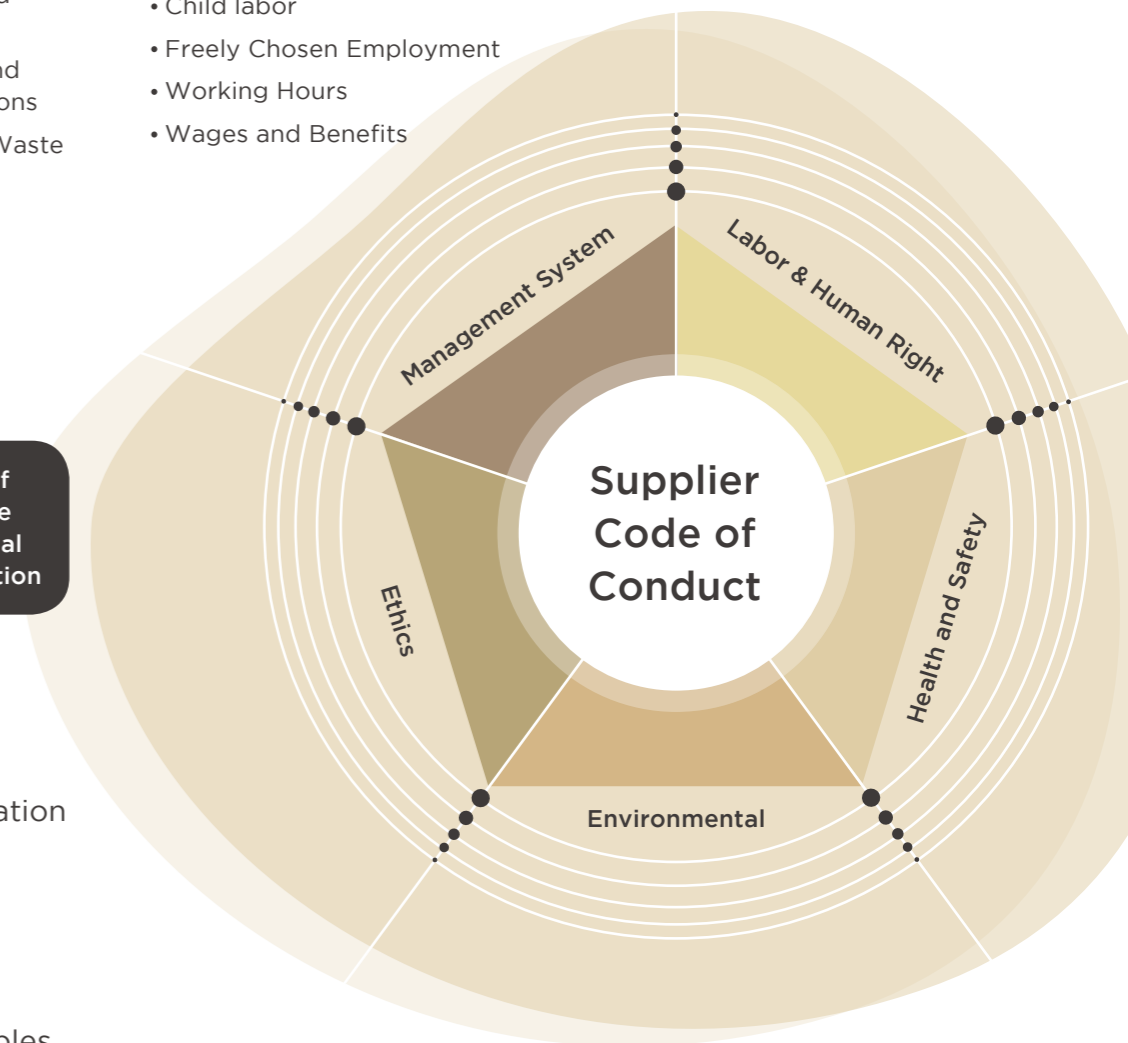 • Child labor
• Freely Chosen Employment
• Working Hours
• Wages and Benefits
Waste
Management System
Labor & Human Right
Supplier
Code of
Conduct
Ethics
Health and Safety
Environmental